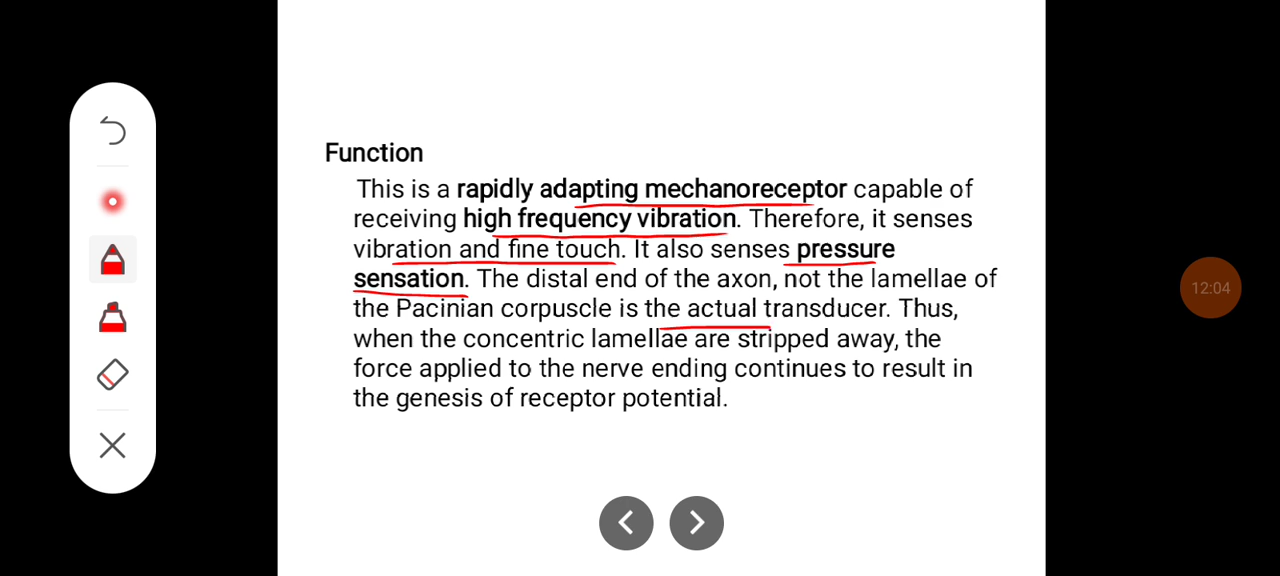 Function
This is a rapidly adapting mechanoreceptor capable of
receiving high frequency vibration. Therefore, it senses
vibration and fine touch. It also senses pressure
sensation. The distal end of the axon, not the lamellae of
the Pacinian corpuscle is the actual transducer. Thus,
when the concentric lamellae are stripped away, the
force applied to the nerve ending continues to result in
the genesis of receptor potential.
12:04